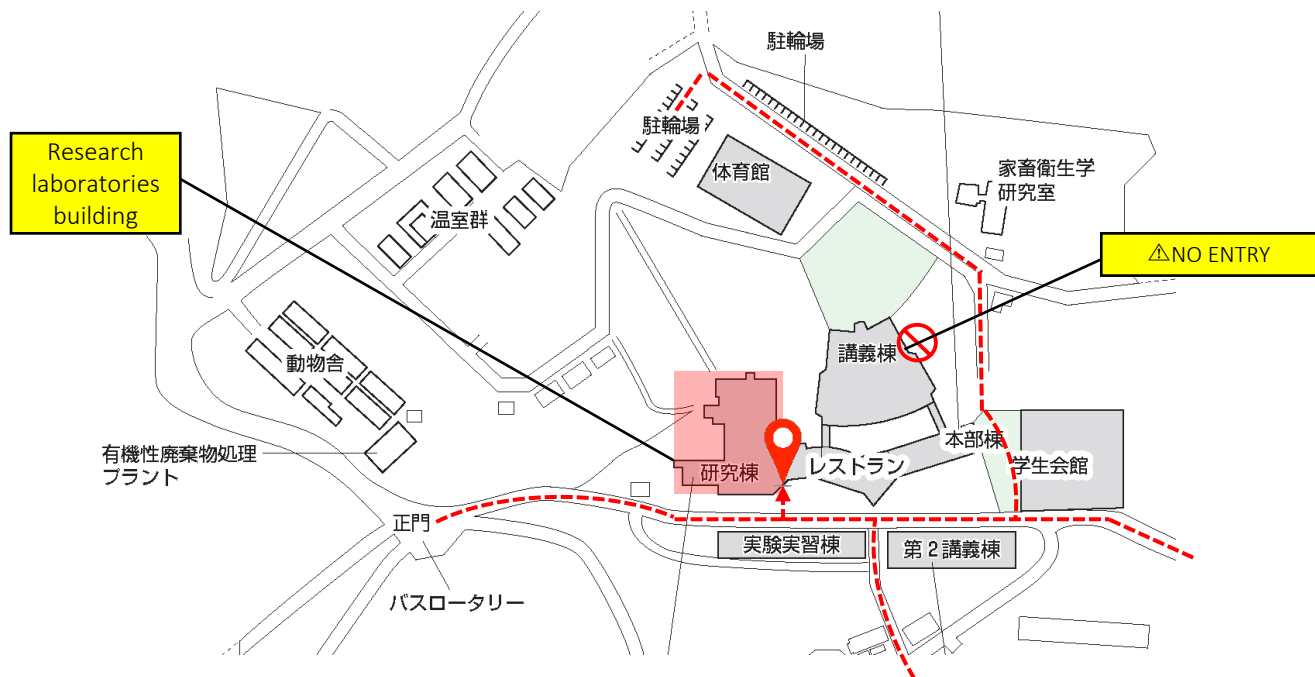 駐輪場
駐輪場
Research
laboratories
building
体育館
家畜衛生学
研究室
温室群
⚠NO ENTRY
講義棟
動物舎
本部棟
学生会館
有機性廃棄物処理
プラント
研究棟
レストラン
正門
実験実習棟
第2講義棟
バスロータリー